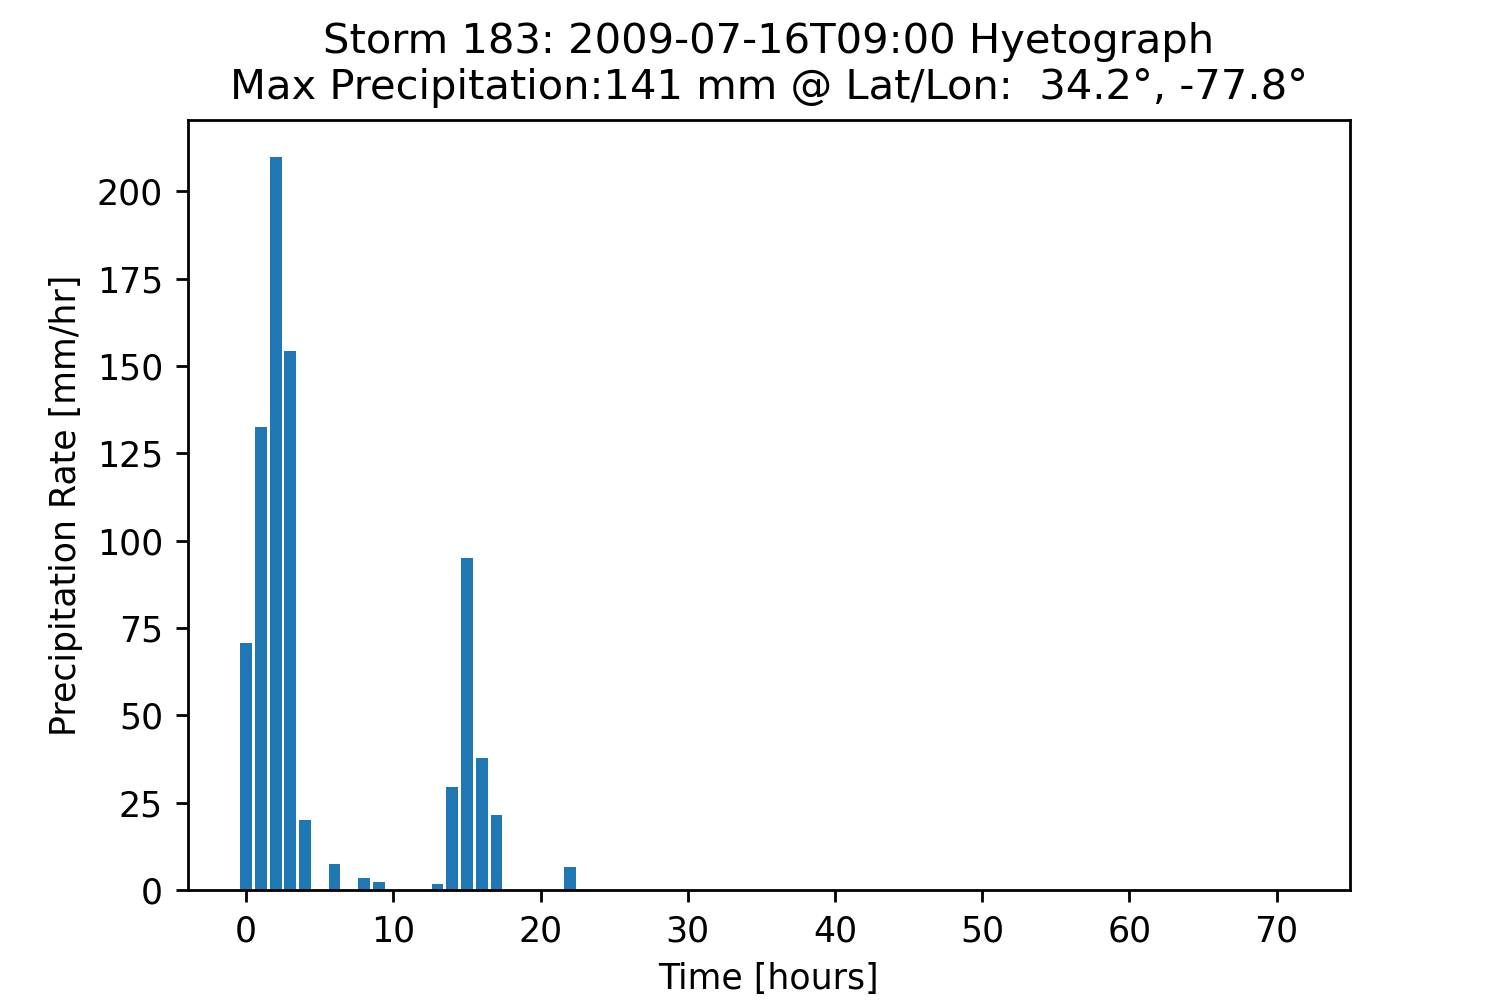 Storm 183: 2009-07-16T09:00 Hyetograph
Max Precipitation:141 mm @ Lat/Lon:  34.2°, -77.8°
Precipitation Rate [mm/hr]
200
175
150
125
100
75
50
25
0
0 10 20 30 40 50 60 70
Time [hours]